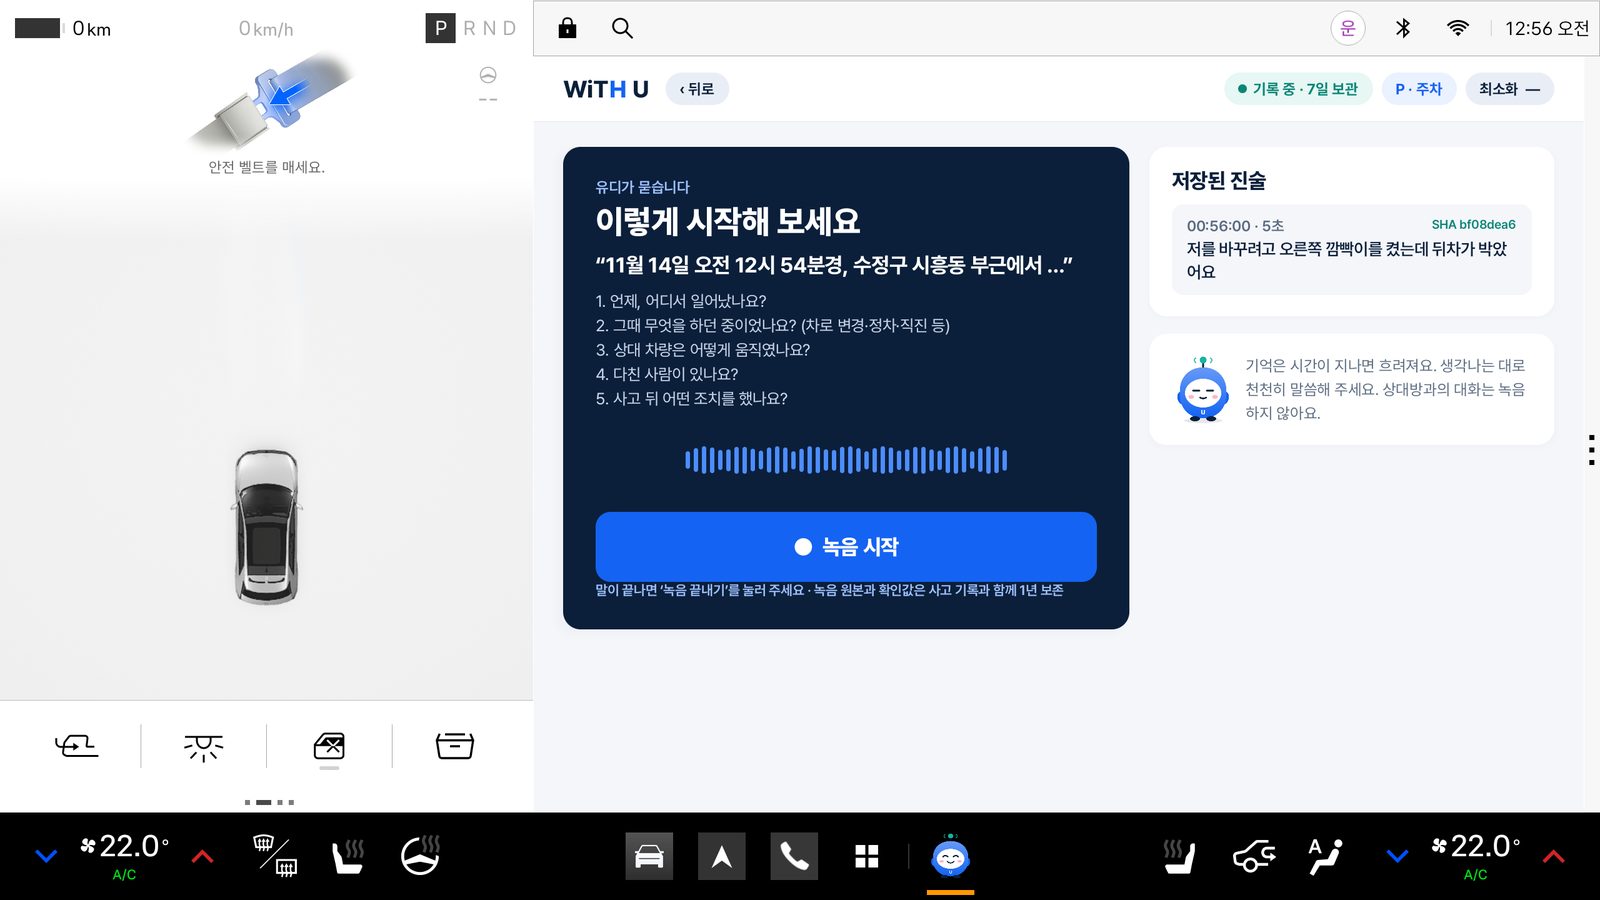 0 km
0 km/h
P R N D
안전 벨트를 매세요.
운
12:56 오전
WiTH U
‹ 뒤로
기록 중 · 7일 보관
P · 주차
최소화 —
유디가 묻습니다
이렇게 시작해 보세요
“11월 14일 오전 12시 54분경, 수정구 시흥동 부근에서 ...”
1. 언제, 어디서 일어났나요?
2. 그때 무엇을 하던 중이었나요? (차로 변경·정차·직진 등)
3. 상대 차량은 어떻게 움직였나요?
4. 다친 사람이 있나요?
5. 사고 뒤 어떤 조치를 했나요?
녹음 시작
말이 끝나면 ‘녹음 끝내기’를 눌러 주세요 · 녹음 원본과 확인값은 사고 기록과 함께 1년 보존
저장된 진술
00:56:00 · 5초
SHA bf08dea6
저를 바꾸려고 오른쪽 깜빡이를 켰는데 뒤차가 박았
어요
기억은 시간이 지나면 흐려져요. 생각나는 대로
천천히 말씀해 주세요. 상대방과의 대화는 녹음
하지 않아요.
22.0°
A/C
A
22.0°
A/C